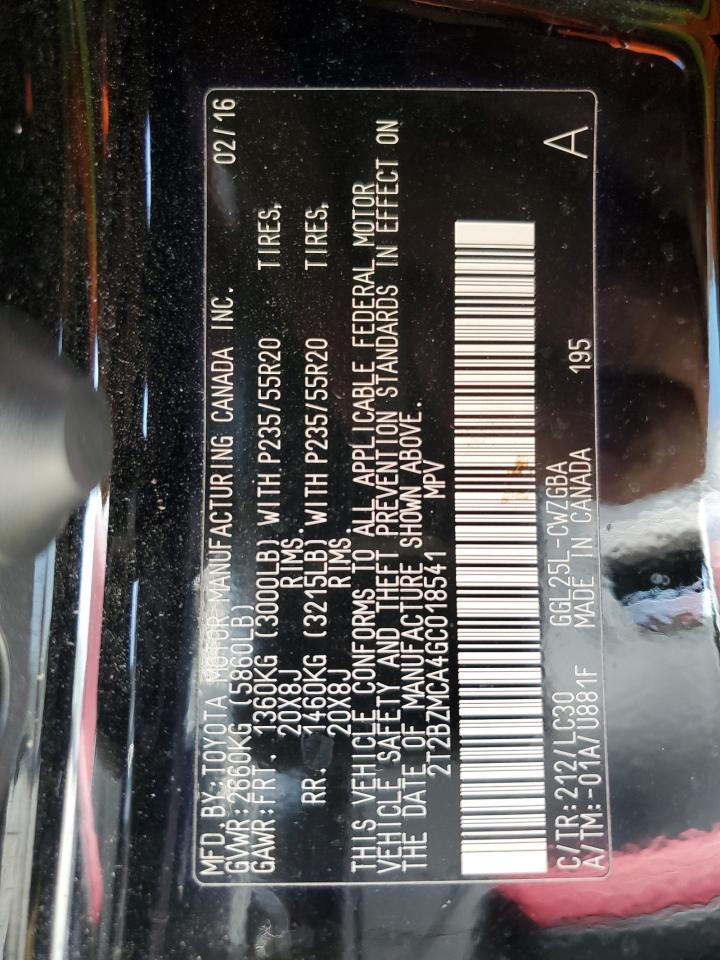 MFD. BY: TOYOTA MOTOR MANUFACTURING CANADA INC. 02/16
GVWR: 2660KG (5860LB)
GAWR: FRT. 1360KG (3000LB) WITH P235/55R20 TIRES,
20X8J RIMS.
RR. 1460KG (3215LB) WITH P235/55R20 TIRES,
20X8J RIMS.
THIS VEHICLE CONFORMS TO ALL APPLICABLE FEDERAL MOTOR
VEHICLE SAFETY AND THEFT PREVENTION STANDARDS IN EFFECT ON
THE DATE OF MANUFACTURE SHOWN ABOVE.
2T2BZMCA4GC018541 MPV
C/TR: 212/LC30 GGL25L-CWZGBA 195 A
A/TM: -01A/U881F MADE IN CANADA